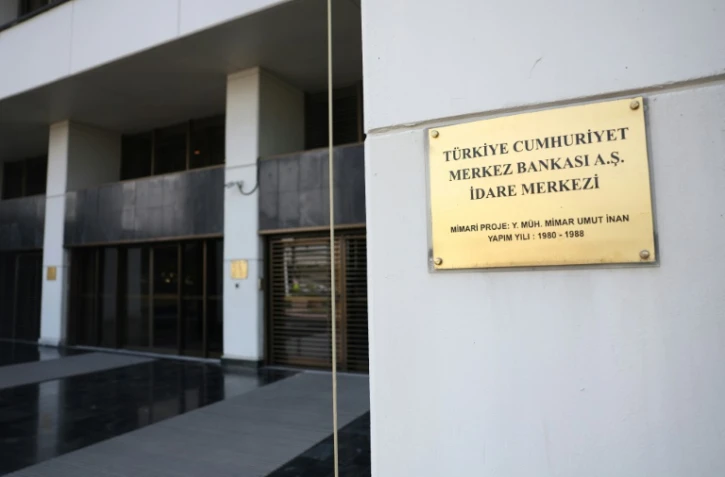 TÜRKİYE CUMHURİYET
MERKEZ BANKASI A.Ş.
İDARE MERKEZİ
MİMARİ PROJE: Y. MÜH. MİMAR UMUT İNAN
YAPIM YILI : 1980 - 1988